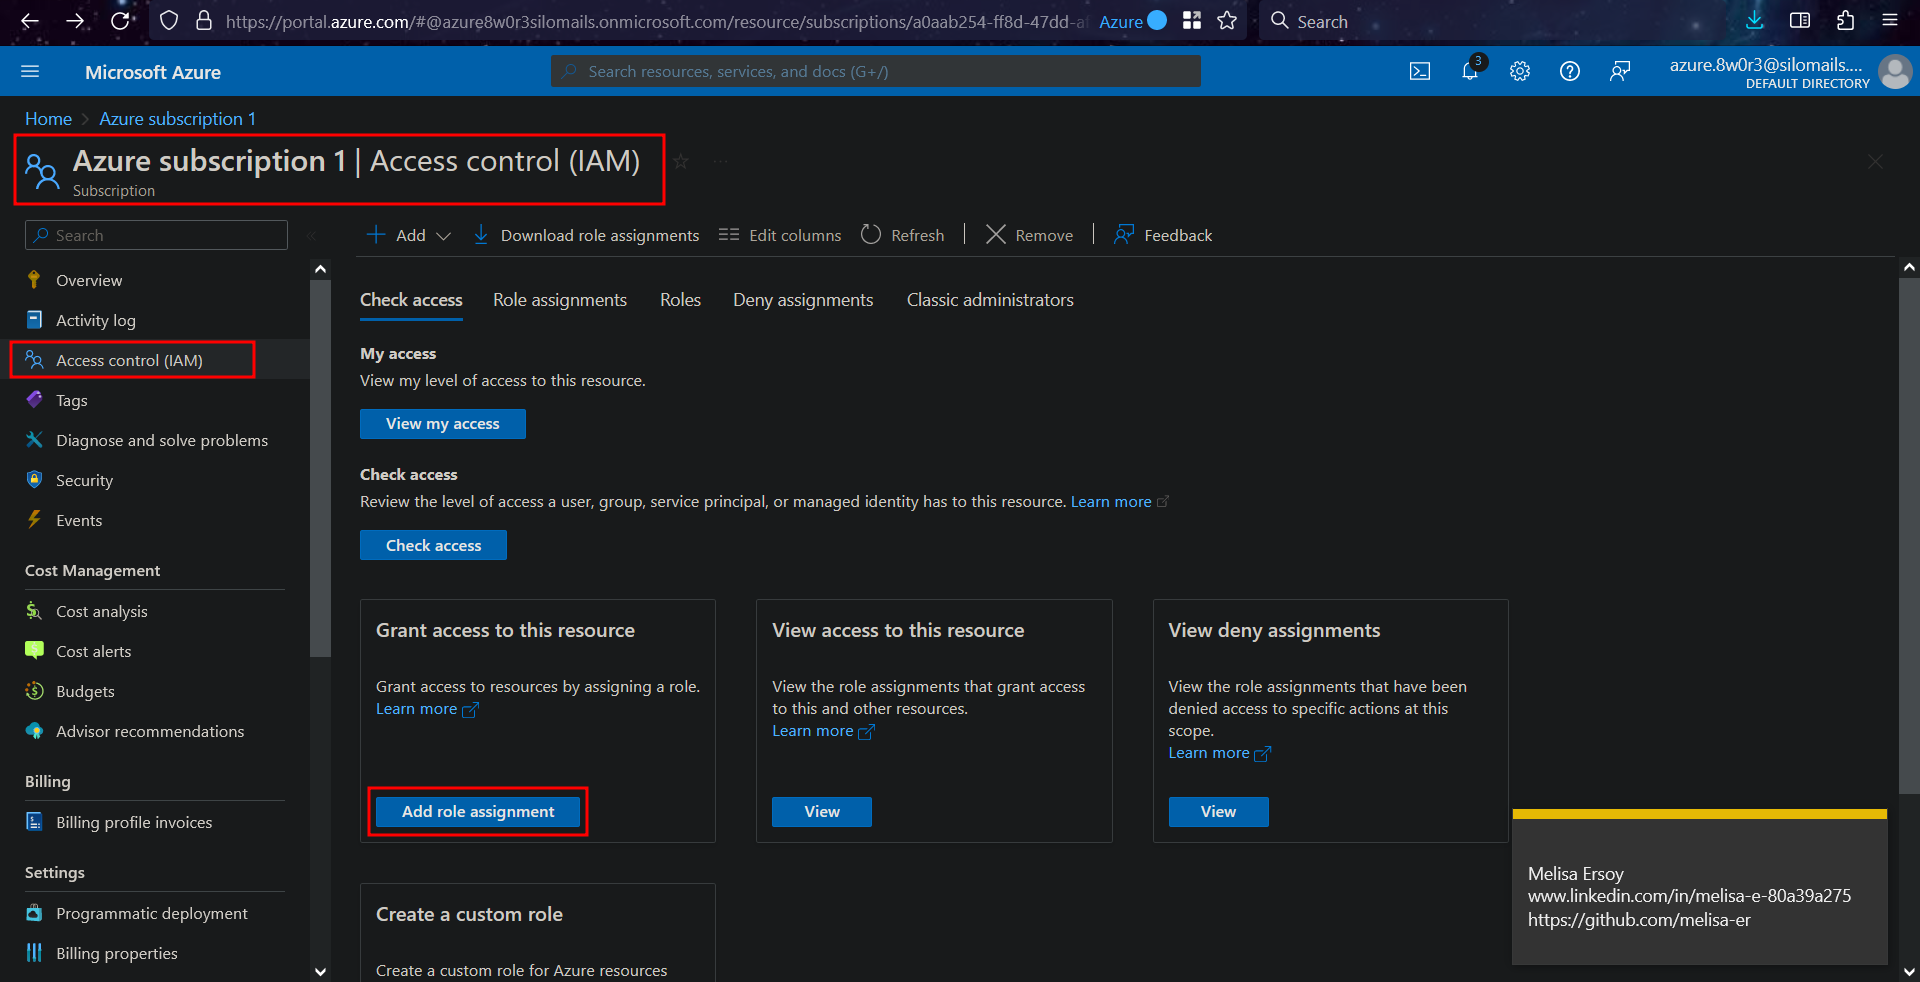 https://portal.azure.com/#@azure8w0r3silomails.onmicrosoft.com/resource/subscriptions/a0aab254-ff8d-47dd-a
Azure
Search
Microsoft Azure
Search resources, services, and docs (G+/)
3
azure.8w0r3@silomails....
DEFAULT DIRECTORY
Home > Azure subscription 1
Azure subscription 1 | Access control (IAM)
Subscription
Search
Overview
Activity log
Access control (IAM)
Tags
Diagnose and solve problems
Security
Events
Cost Management
Cost analysis
Cost alerts
Budgets
Advisor recommendations
Billing
Billing profile invoices
Settings
Programmatic deployment
Billing properties
Add
Download role assignments
Edit columns
Refresh
Remove
Feedback
Check access
Role assignments
Roles
Deny assignments
Classic administrators
My access
View my level of access to this resource.
View my access
Check access
Review the level of access a user, group, service principal, or managed identity has to this resource. Learn more
Check access
Grant access to this resource
Grant access to resources by assigning a role.
Learn more
Add role assignment
View access to this resource
View the role assignments that grant access
to this and other resources.
Learn more
View
View deny assignments
View the role assignments that have been
denied access to specific actions at this
scope.
Learn more
View
Create a custom role
Create a custom role for Azure resources
Melisa Ersoy
www.linkedin.com/in/melisa-e-80a39a275
https://github.com/melisa-er